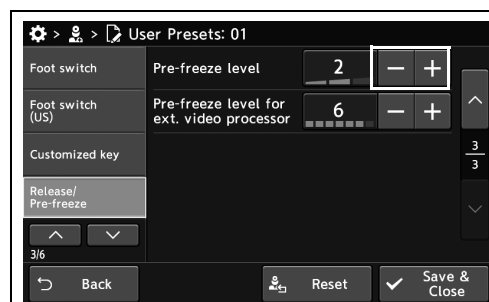 > > User Presets: 01
Foot switch
Pre-freeze level
2
− +
Foot switch
(US)
Pre-freeze level for
ext. video processor
6
− +
Customized key
3
3
Release/
Pre-freeze
3/6
Back
Reset
Save &
Close